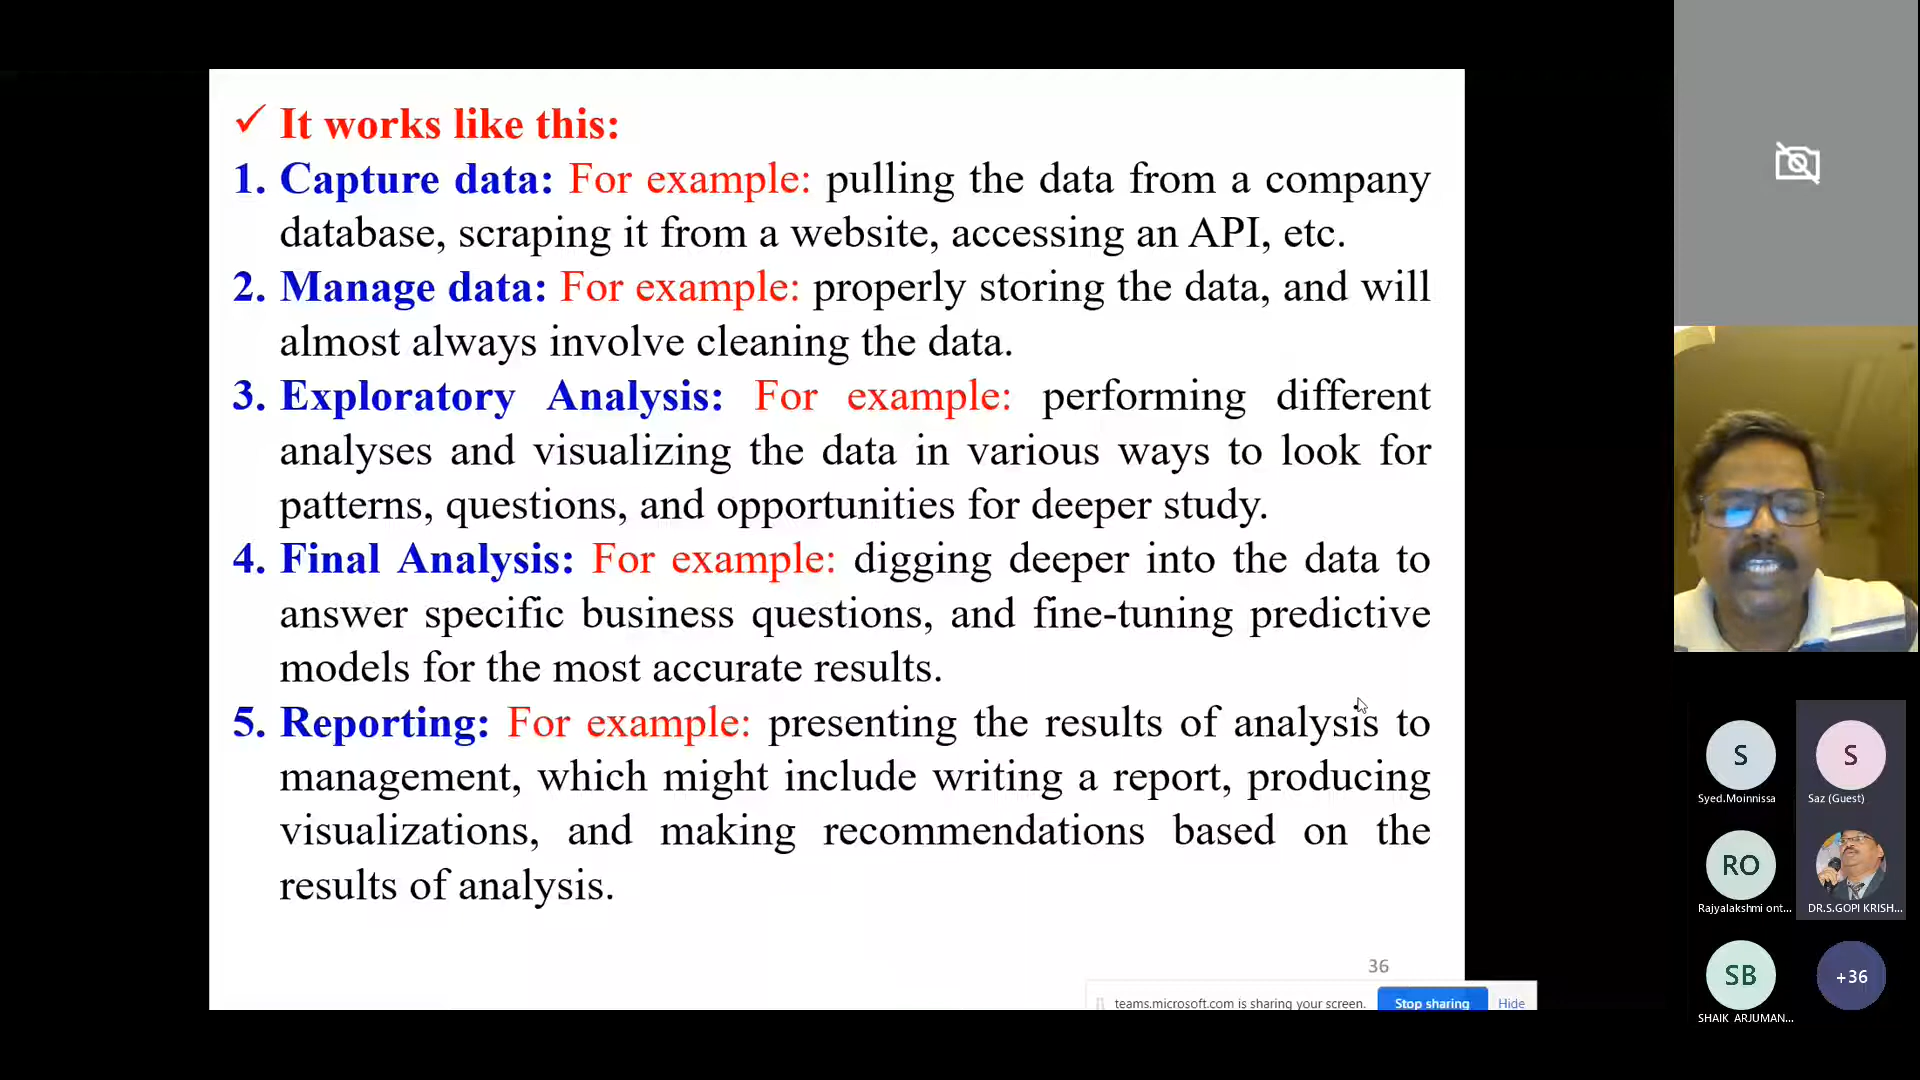 ✓ It works like this:
1. Capture data: For example: pulling the data from a company
database, scraping it from a website, accessing an API, etc.
2. Manage data: For example: properly storing the data, and will
almost always involve cleaning the data.
3. Exploratory Analysis: For example: performing different
analyses and visualizing the data in various ways to look for
patterns, questions, and opportunities for deeper study.
4. Final Analysis: For example: digging deeper into the data to
answer specific business questions, and fine-tuning predictive
models for the most accurate results.
5. Reporting: For example: presenting the results of analysis to
management, which might include writing a report, producing
visualizations, and making recommendations based on the
results of analysis.
36
teams.microsoft.com is sharing your screen. Stop sharing Hide
S
Syed.Moinnissa
S
Saz (Guest)
RO
Rajyalakshmi ont...
DR.S.GOPI KRISH...
SB
SHAIK ARJUMAN...
+36